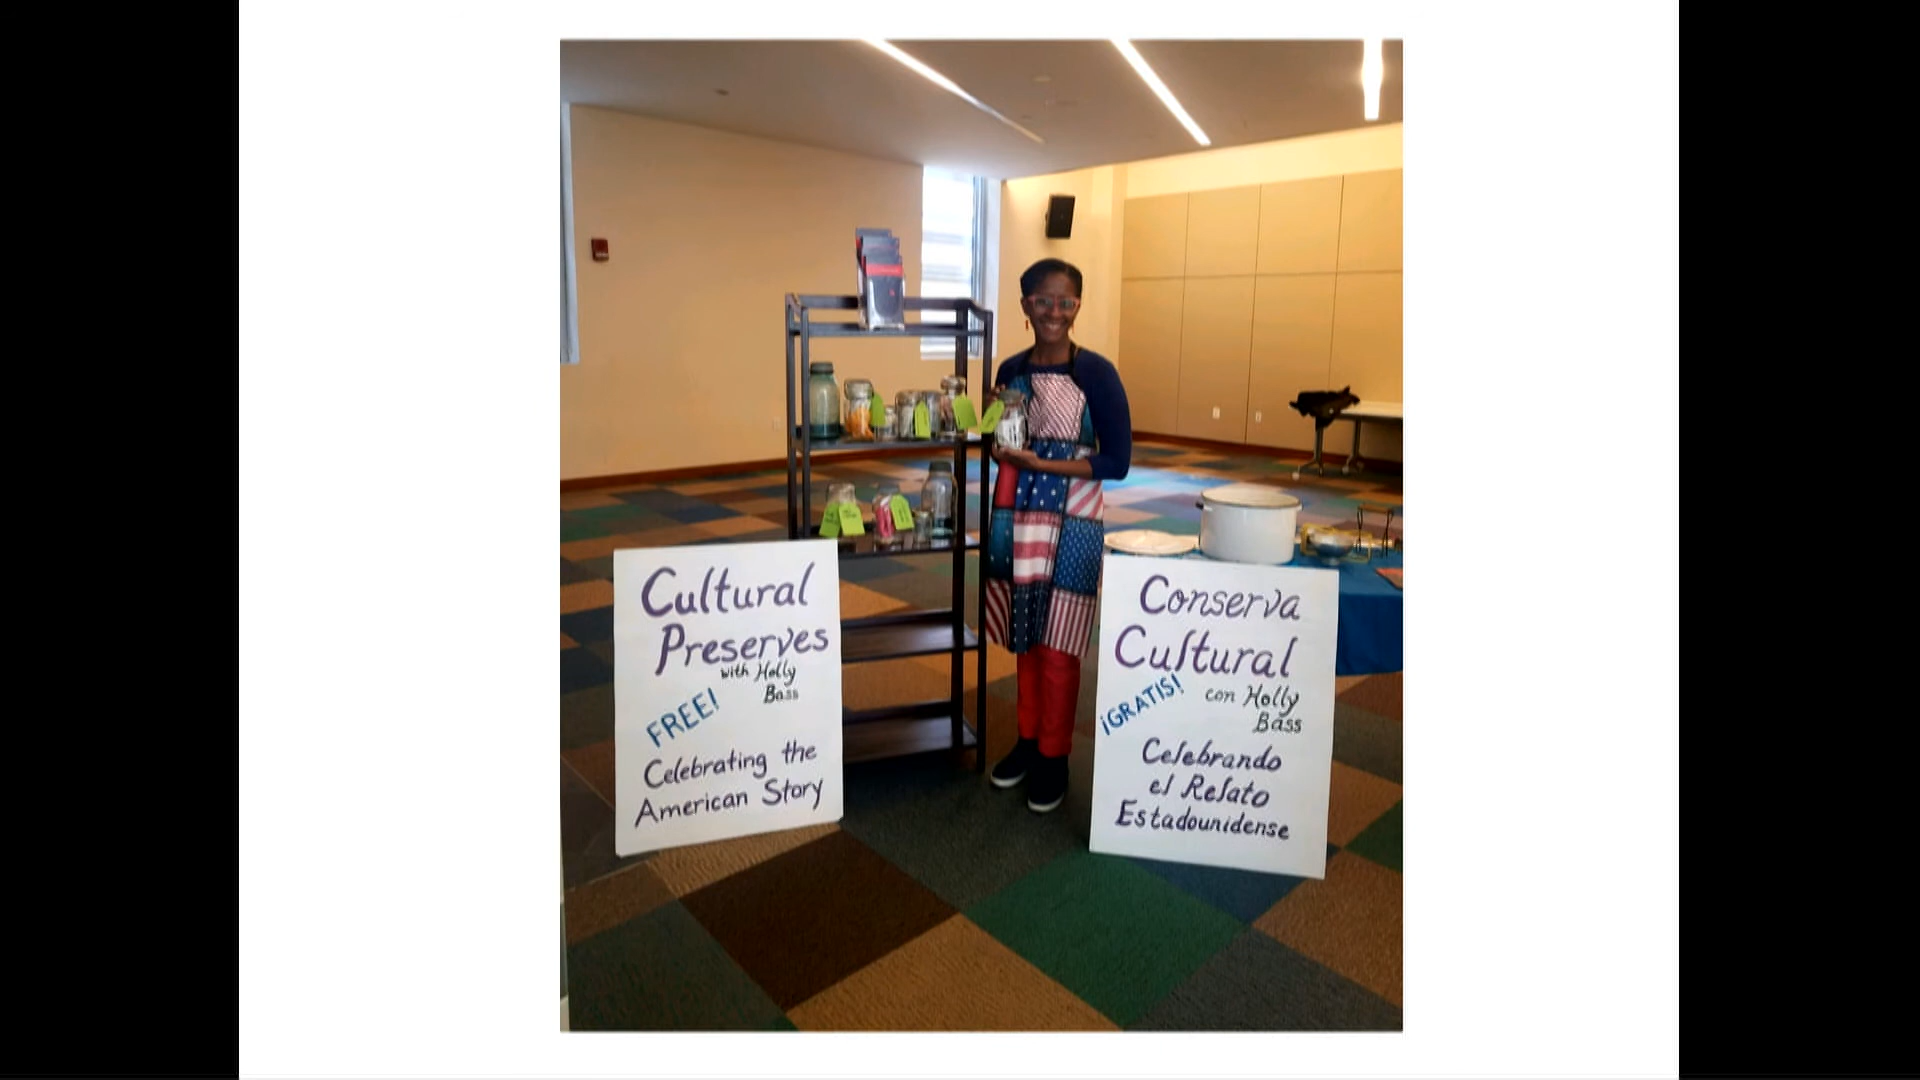 Cultural
Preserves
with Holly
Bass
FREE!
Celebrating the
American Story
Conserva
Cultural
¡GRATIS!
con Holly
Bass
Celebrando
el Relato
Estadounidense